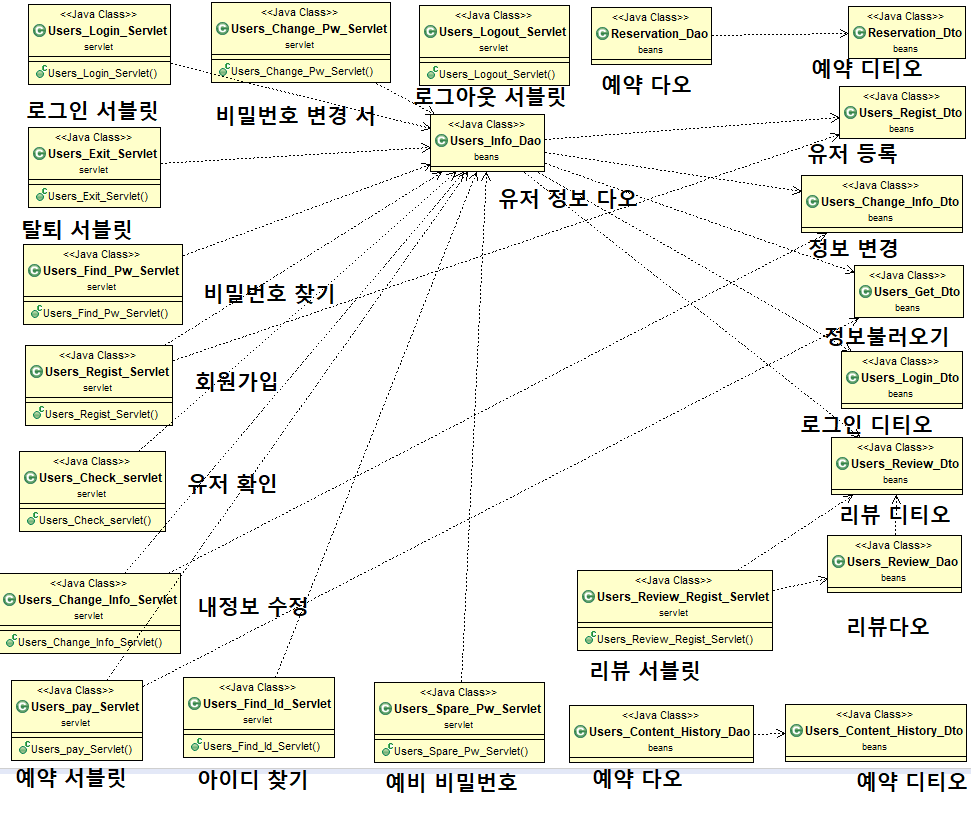 <<Java Class>>
Users_Login_Servlet
servlet
Users_Login_Servlet()
로그인 서블릿
<<Java Class>>
Users_Change_Pw_Servlet
servlet
Users_Change_Pw_Servlet()
비밀번호 변경 서
<<Java Class>>
Users_Logout_Servlet
servlet
Users_Logout_Servlet()
로그아웃 서블릿
<<Java Class>>
Reservation_Dao
beans
예약 다오
<<Java Class>>
Reservation_Dto
beans
예약 디티오
<<Java Class>>
Users_Regist_Dto
beans
유저 등록
<<Java Class>>
Users_Info_Dao
beans
유저 정보 다오
<<Java Class>>
Users_Exit_Servlet
servlet
Users_Exit_Servlet()
탈퇴 서블릿
<<Java Class>>
Users_Change_Info_Dto
beans
정보 변경
<<Java Class>>
Users_Find_Pw_Servlet
servlet
Users_Find_Pw_Servlet()
비밀번호 찾기
<<Java Class>>
Users_Get_Dto
beans
정보불러오기
<<Java Class>>
Users_Regist_Servlet
servlet
Users_Regist_Servlet()
회원가입
<<Java Class>>
Users_Login_Dto
beans
로그인 디티오
<<Java Class>>
Users_Check_servlet
servlet
Users_Check_servlet()
유저 확인
<<Java Class>>
Users_Review_Dto
beans
리뷰 디티오
<<Java Class>>
Users_Review_Dao
beans
리뷰다오
<<Java Class>>
Users_Change_Info_Servlet
servlet
Users_Change_Info_Servlet()
내정보 수정
<<Java Class>>
Users_Review_Regist_Servlet
servlet
Users_Review_Regist_Servlet()
리뷰 서블릿
<<Java Class>>
Users_pay_Servlet
servlet
Users_pay_Servlet()
예약 서블릿
<<Java Class>>
Users_Find_Id_Servlet
servlet
Users_Find_Id_Servlet()
아이디 찾기
<<Java Class>>
Users_Spare_Pw_Servlet
servlet
Users_Spare_Pw_Servlet()
예비 비밀번호
<<Java Class>>
Users_Content_History_Dao
beans
예약 다오
<<Java Class>>
Users_Content_History_Dto
beans
예약 디티오